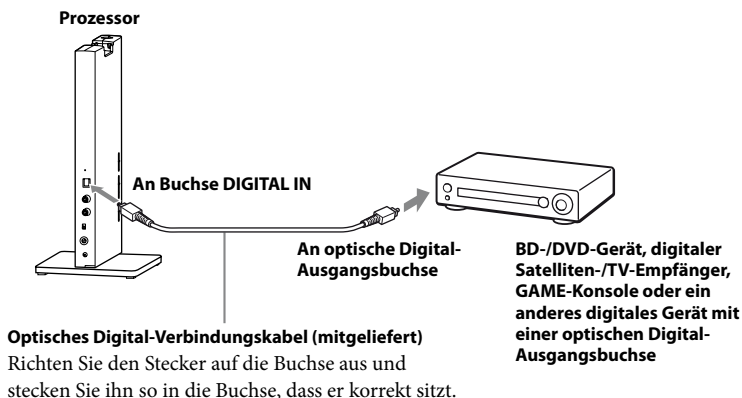 Prozessor
An Buchse DIGITAL IN
An optische Digital-
Ausgangsbuchse
BD-/DVD-Gerät, digitaler
Satelliten-/TV-Empfänger,
GAME-Konsole oder ein
anderes digitales Gerät mit
einer optischen Digital-
Ausgangsbuchse
Optisches Digital-Verbindungskabel (mitgeliefert)
Richten Sie den Stecker auf die Buchse aus und
stecken Sie ihn so in die Buchse, dass er korrekt sitzt.